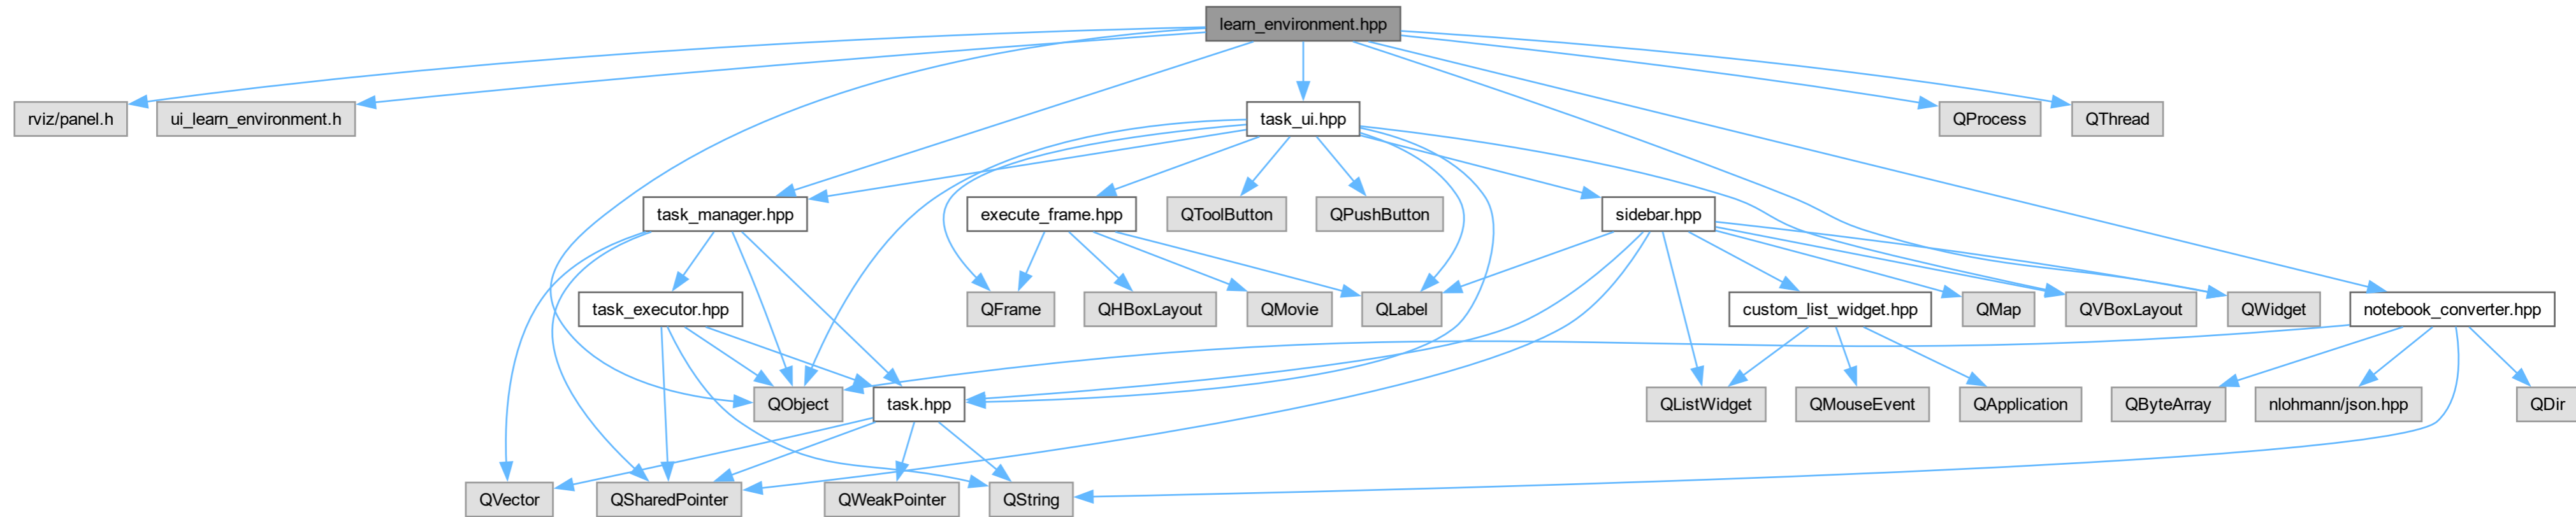 learn_environment.hpp
rviz/panel.h
ui_learn_environment.h
task_ui.hpp
QProcess
QThread
task_manager.hpp
execute_frame.hpp
QToolButton
QPushButton
sidebar.hpp
task_executor.hpp
QFrame
QHBoxLayout
QMovie
QLabel
custom_list_widget.hpp
QMap
QVBoxLayout
QWidget
notebook_converter.hpp
QObject
task.hpp
QListWidget
QMouseEvent
QApplication
QByteArray
nlohmann/json.hpp
QDir
QVector
QSharedPointer
QWeakPointer
QString